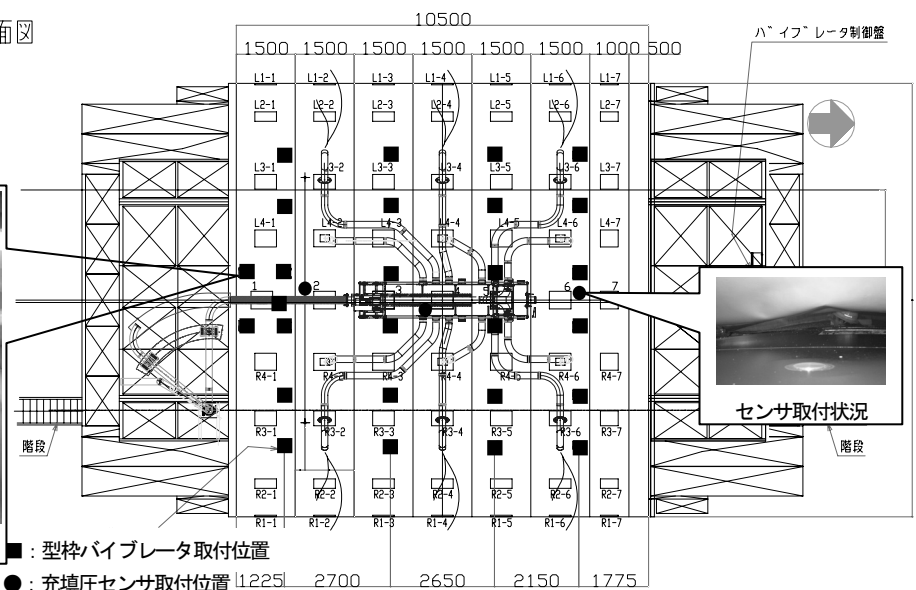 面図
10500
1500 1500 1500 1500 1500 1500 1000 500
バイブレータ制御盤
L1-1 L1-2 L1-3 L1-4 L1-5 L1-6 L1-7
L2-1 L2-2 L2-3 L2-4 L2-5 L2-6 L2-7
L3-1 L3-2 L3-3 L3-4 L3-5 L3-6 L3-7
L4-1 L4-2 L4-3 L4-4 L4-5 L4-6 L4-7
1 2 3 4 5 6 7
R4-1 R4-2 R4-3 R4-4 R4-5 R4-6 R4-7
センサ取付状況
R3-1 R3-2 R3-3 R3-4 R3-5 R3-6 R3-7
階段 階段
R2-1 R2-2 R2-3 R2-4 R2-5 R2-6 R2-7
R1-1 R1-2 R1-3 R1-4 R1-5 R1-6 R1-7
■：型枠バイブレータ取付位置
●：充填圧センサ取付位置
1225 2700 2650 2150 1775